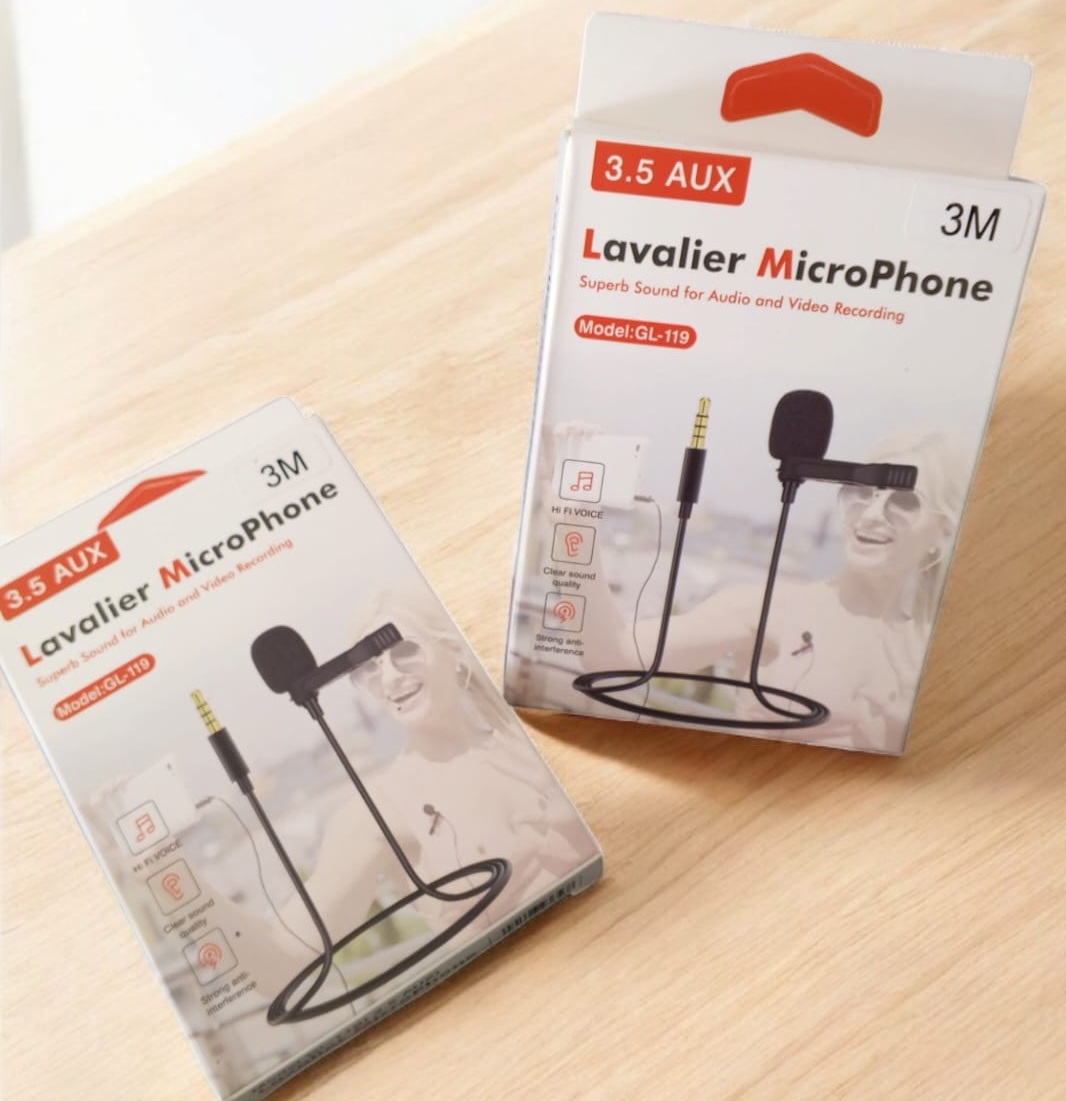 3.5 AUX
3M
Lavalier MicroPhone
Superb Sound for Audio and Video Recording
Model:GL-119
Hi Fi VOICE
Clear sound
quality
Strong anti-
interference
3M
3.5 AUX
Lavalier MicroPhone
Superb Sound for Audio and Video Recording
Model:GL-119
Hi Fi VOICE
Clear sound
quality
Strong anti-
interference